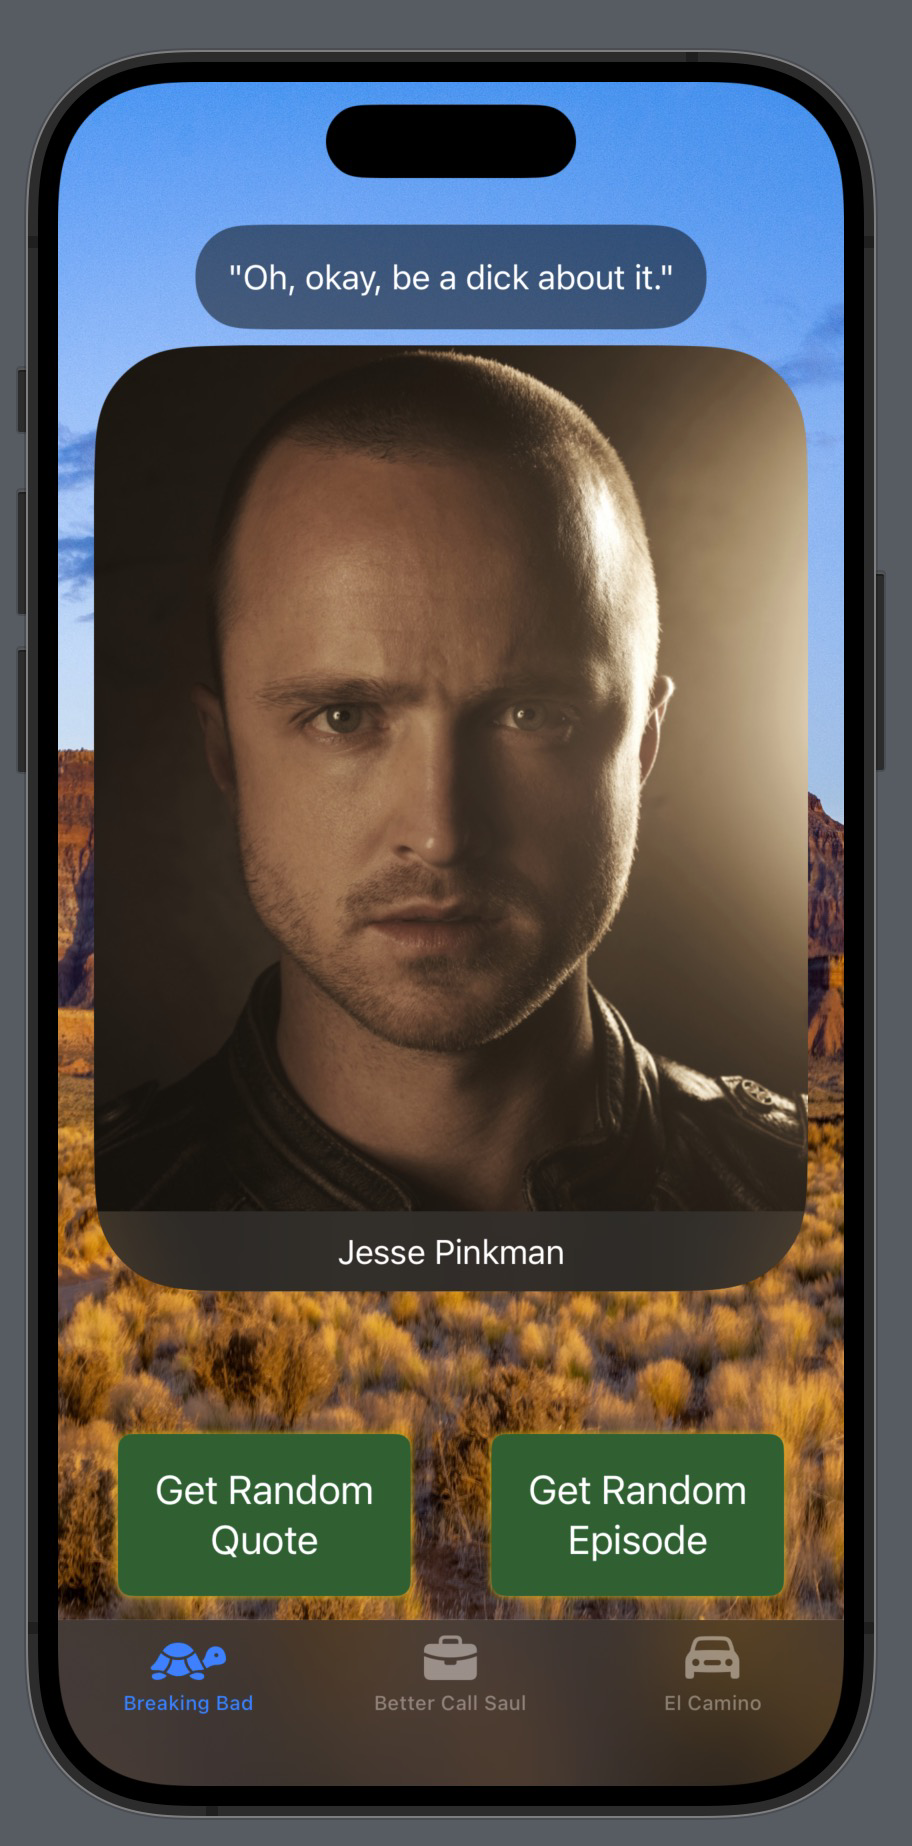 "Oh, okay, be a dick about it."
Jesse Pinkman
Get Random
Quote
Get Random
Episode
Breaking Bad
Better Call Saul
El Camino